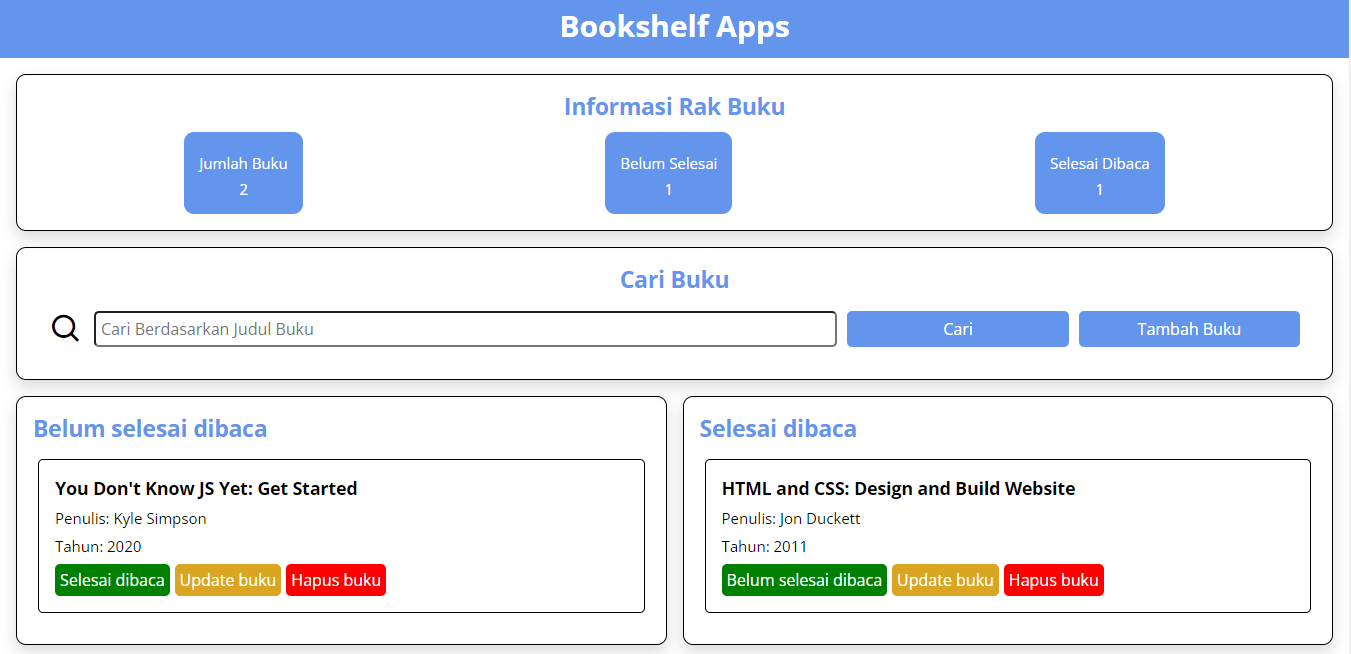 Bookshelf Apps
Informasi Rak Buku
Jumlah Buku
2
Belum Selesai
1
Selesai Dibaca
1
Cari Buku
Cari Berdasarkan Judul Buku
Cari
Tambah Buku
Belum selesai dibaca
You Don't Know JS Yet: Get Started
Penulis: Kyle Simpson
Tahun: 2020
Selesai dibaca
Update buku
Hapus buku
Selesai dibaca
HTML and CSS: Design and Build Website
Penulis: Jon Duckett
Tahun: 2011
Belum selesai dibaca
Update buku
Hapus buku